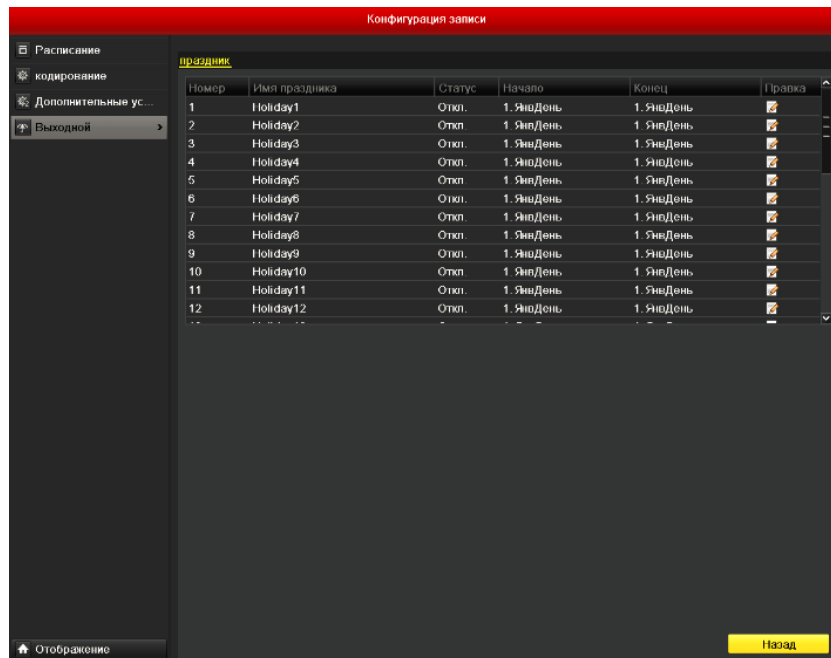 Конфигурация записи
Расписание
кодирование
Дополнительные ус...
Выходной
праздник
Номер Имя праздника Статус Начало Конец Правка
1 Holiday1 Откл. 1.ЯнвДень 1.ЯнвДень
2 Holiday2 Откл. 1.ЯнвДень 1.ЯнвДень
3 Holiday3 Откл. 1.ЯнвДень 1.ЯнвДень
4 Holiday4 Откл. 1.ЯнвДень 1.ЯнвДень
5 Holiday5 Откл. 1.ЯнвДень 1.ЯнвДень
6 Holiday6 Откл. 1.ЯнвДень 1.ЯнвДень
7 Holiday7 Откл. 1.ЯнвДень 1.ЯнвДень
8 Holiday8 Откл. 1.ЯнвДень 1.ЯнвДень
9 Holiday9 Откл. 1.ЯнвДень 1.ЯнвДень
10 Holiday10 Откл. 1.ЯнвДень 1.ЯнвДень
11 Holiday11 Откл. 1.ЯнвДень 1.ЯнвДень
12 Holiday12 Откл. 1.ЯнвДень 1.ЯнвДень
Отображение
Назад